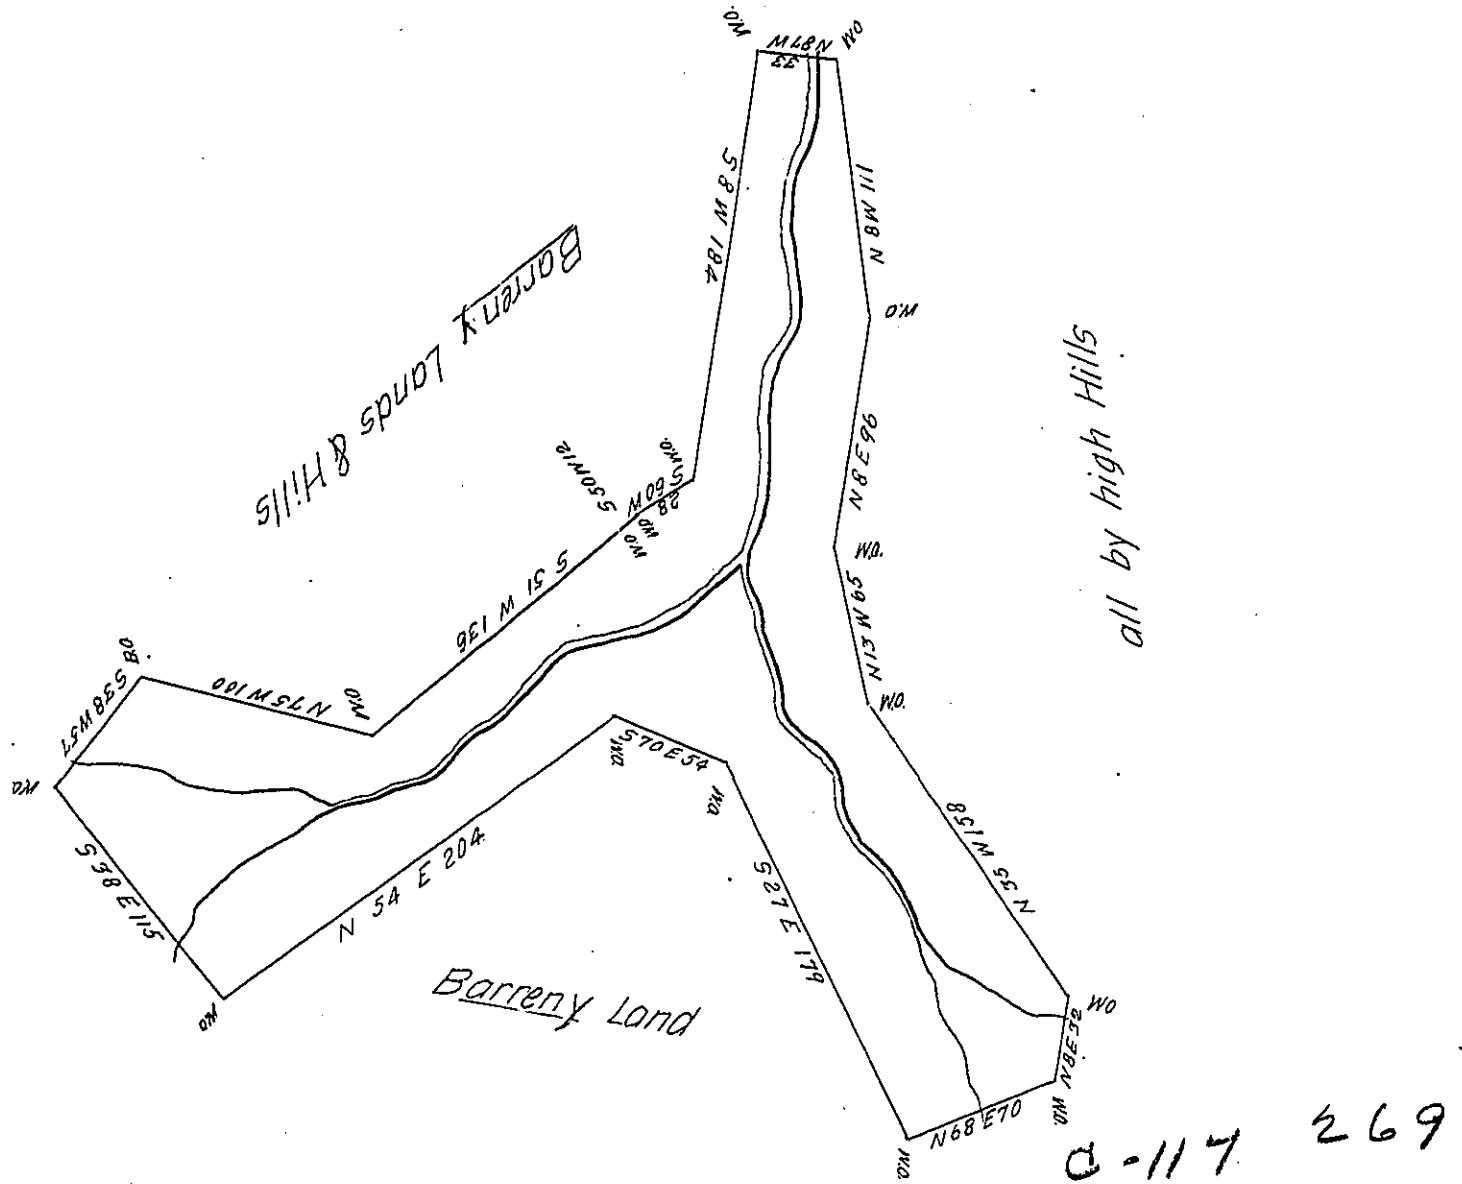 W.O.
N 87 W
33
W.O
S 8 W 184
N 8 W 111
W.O
Barreny Lands & Hills
all by high Hills
N 8 E 96
W.O.
S 60 W
28
S 50 W 12
W.O
W.O
W.O.
N 13 W 65
W.O.
S 51 W 136
B.O
S 38 W 57
N 75 W 100
W.O
W.O
S 70 E 54
W.O.
W.O.
N 35 W 158
S 38 E 115
N 54 E 204
S 27 E 179
W.O
Barreny Land
W.O
N 8 E 32
W.O.
N 68 E 70
W.O.
C-117 269